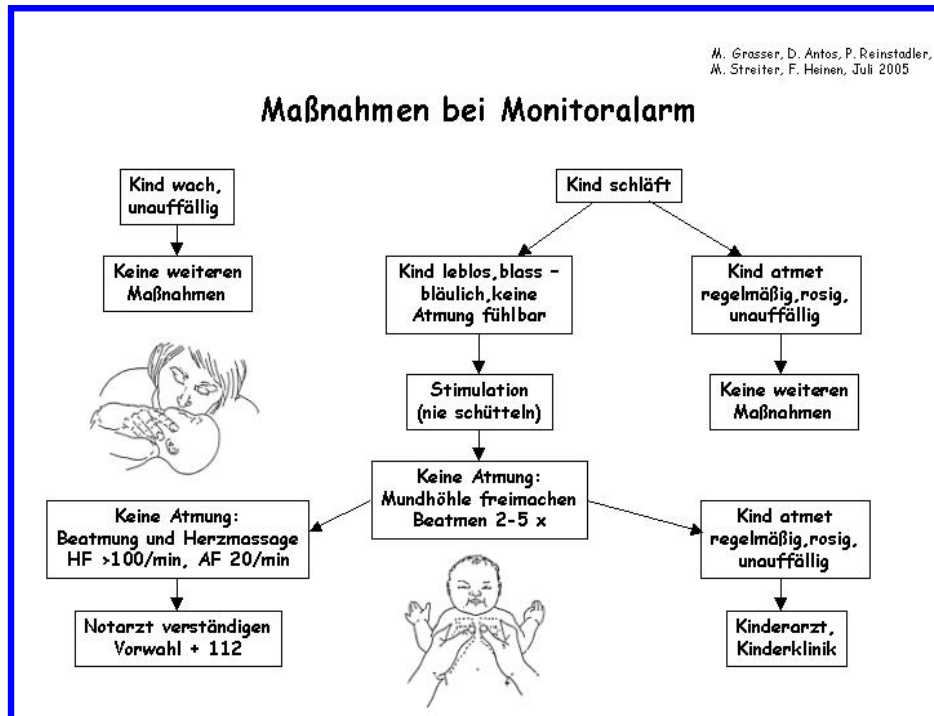 M. Grasser, D. Antos, P. Reinstadler,
M. Streiter, F. Heinen, Juli 2005
Maßnahmen bei Monitoralarm
Kind wach,
unauffällig
Keine weiteren
Maßnahmen
Kind schläft
Kind leblos,blass –
bläulich,keine
Atmung fühlbar
Kind atmet
regelmäßig,rosig,
unauffällig
Stimulation
(nie schütteln)
Keine weiteren
Maßnahmen
Keine Atmung:
Mundhöhle freimachen
Beatmen 2-5 x
Keine Atmung:
Beatmung und Herzmassage
HF >100/min, AF 20/min
Kind atmet
regelmäßig,rosig,
unauffällig
Notarzt verständigen
Vorwahl + 112
Kinderarzt,
Kinderklinik